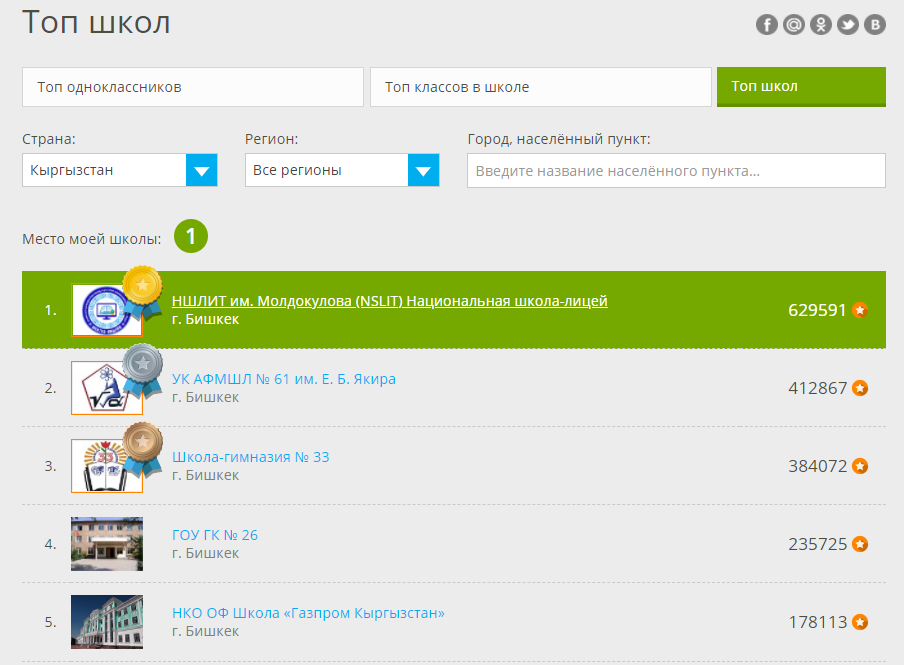 Топ школ
Топ одноклассников
Топ классов в школе
Топ школ
Страна:
Регион:
Город, населённый пункт:
Кыргызстан
Все регионы
Введите название населённого пункта...
Место моей школы: 1
1.
НШЛИТ им. Молдокулова (NSLIT) Национальная школа-лицей
г. Бишкек
629591
2.
УК АФМШЛ № 61 им. Е. Б. Якира
г. Бишкек
412867
3.
33
Школа-гимназия № 33
г. Бишкек
384072
4.
ГОУ ГК № 26
г. Бишкек
235725
5.
НКО ОФ Школа «Газпром Кыргызстан»
г. Бишкек
178113